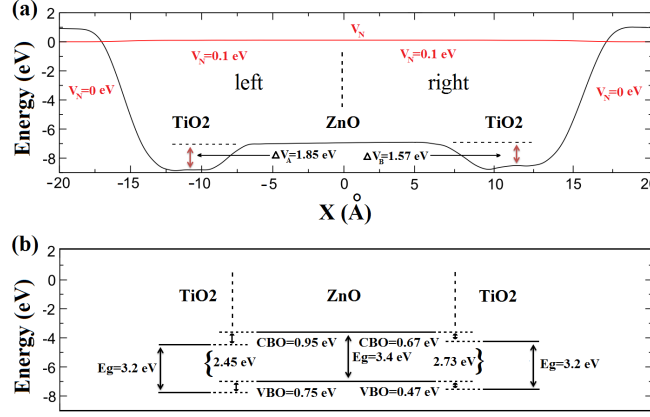 (a)
Energy (eV)
2
0
-2
-4
-6
-8
V_N
V_N=0.1 eV
V_N=0.1 eV
V_N=0 eV
V_N=0 eV
left
right
TiO2
ZnO
TiO2
ΔV_A=1.85 eV
ΔV_B=1.57 eV
-20
-15
-10
-5
0
5
10
15
20
X (Å)
(b)
Energy (eV)
2
0
-2
-4
-6
-8
TiO2
ZnO
TiO2
CBO=0.95 eV
CBO=0.67 eV
Eg=3.2 eV
2.45 eV
Eg=3.4 eV
2.73 eV
Eg=3.2 eV
VBO=0.75 eV
VBO=0.47 eV